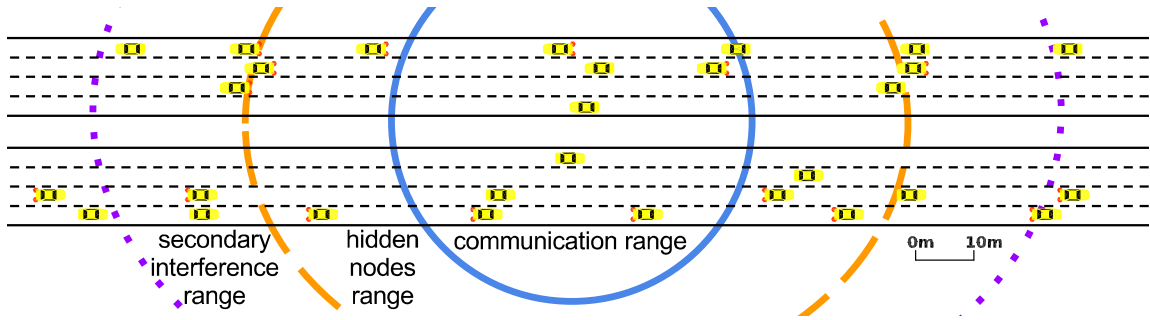 secondary
interference
range
hidden
nodes
range
communication range
0m 10m